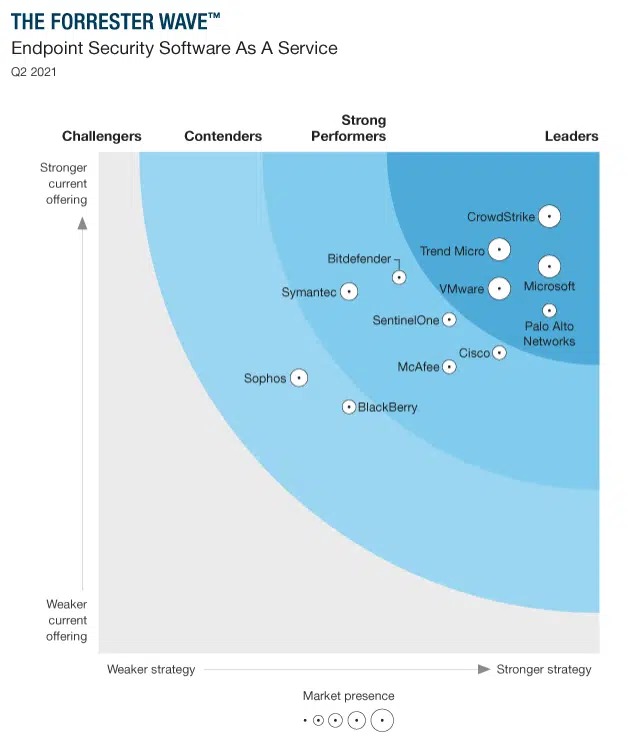 THE FORRESTER WAVE™
Endpoint Security Software As A Service
Q2 2021
Challengers
Contenders
Strong
Performers
Leaders
Stronger
current
offering
CrowdStrike
Trend Micro
Bitdefender
Microsoft
VMware
Symantec
SentinelOne
Palo Alto
Networks
Cisco
McAfee
Sophos
BlackBerry
Weaker
current
offering
Weaker strategy
Stronger strategy
Market presence